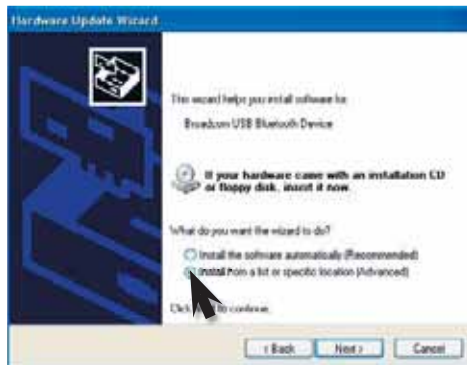 Hardware Update Wizard
This wizard helps you install software for:
Broadcom USB Bluetooth Device
If your hardware came with an installation CD
or floppy disk, insert it now.
What do you want the wizard to do?
Install the software automatically (Recommended)
Install from a list or specific location (Advanced)
Click to continue.
< Back
Next >
Cancel